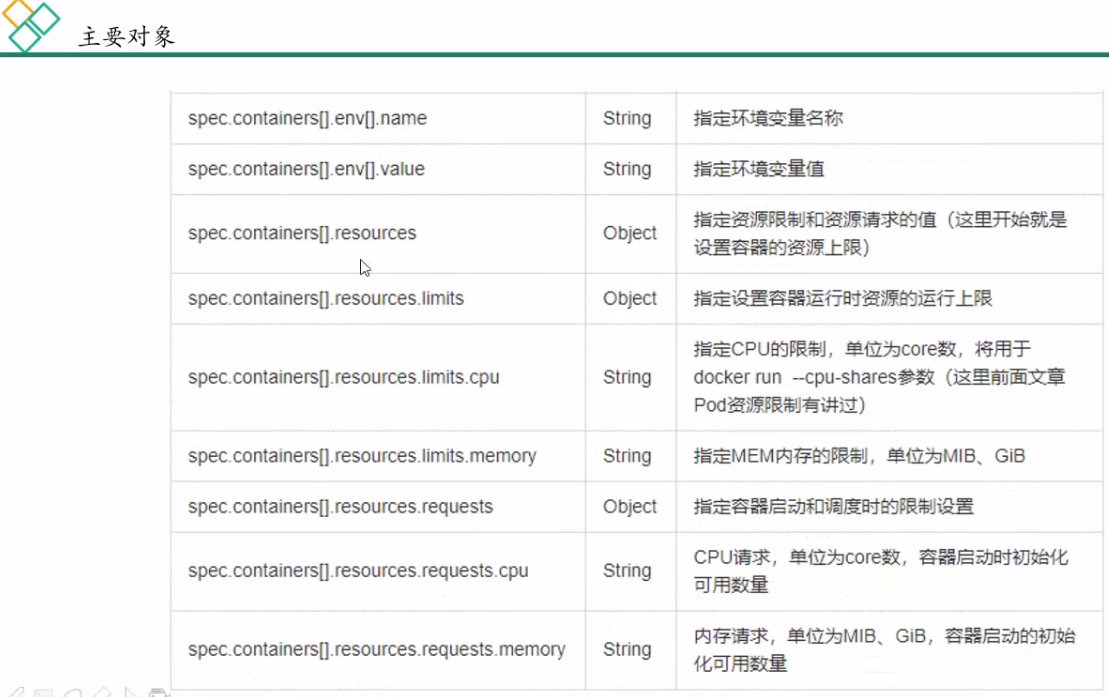 主要对象
spec.containers[].env[].name String 指定环境变量名称
spec.containers[].env[].value String 指定环境变量值
spec.containers[].resources Object 指定资源限制和资源请求的值（这里开始就是
设置容器的资源上限）
spec.containers[].resources.limits Object 指定设置容器运行时资源的运行上限
spec.containers[].resources.limits.cpu String 指定CPU的限制，单位为core数，将用于
docker run --cpu-shares参数（这里前面文章
Pod资源限制有讲过）
spec.containers[].resources.limits.memory String 指定MEM内存的限制，单位为MIB、GiB
spec.containers[].resources.requests Object 指定容器启动和调度时的限制设置
spec.containers[].resources.requests.cpu String CPU请求，单位为core数，容器启动时初始化
可用数量
spec.containers[].resources.requests.memory String 内存请求，单位为MIB、GiB，容器启动的初始
化可用数量